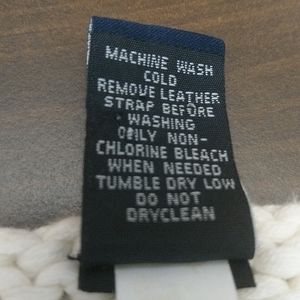 MACHINE WASH
COLD
REMOVE LEATHER
STRAP BEFORE
WASHING
ONLY NON-
CHLORINE BLEACH
WHEN NEEDED
TUMBLE DRY LOW
DO NOT
DRYCLEAN